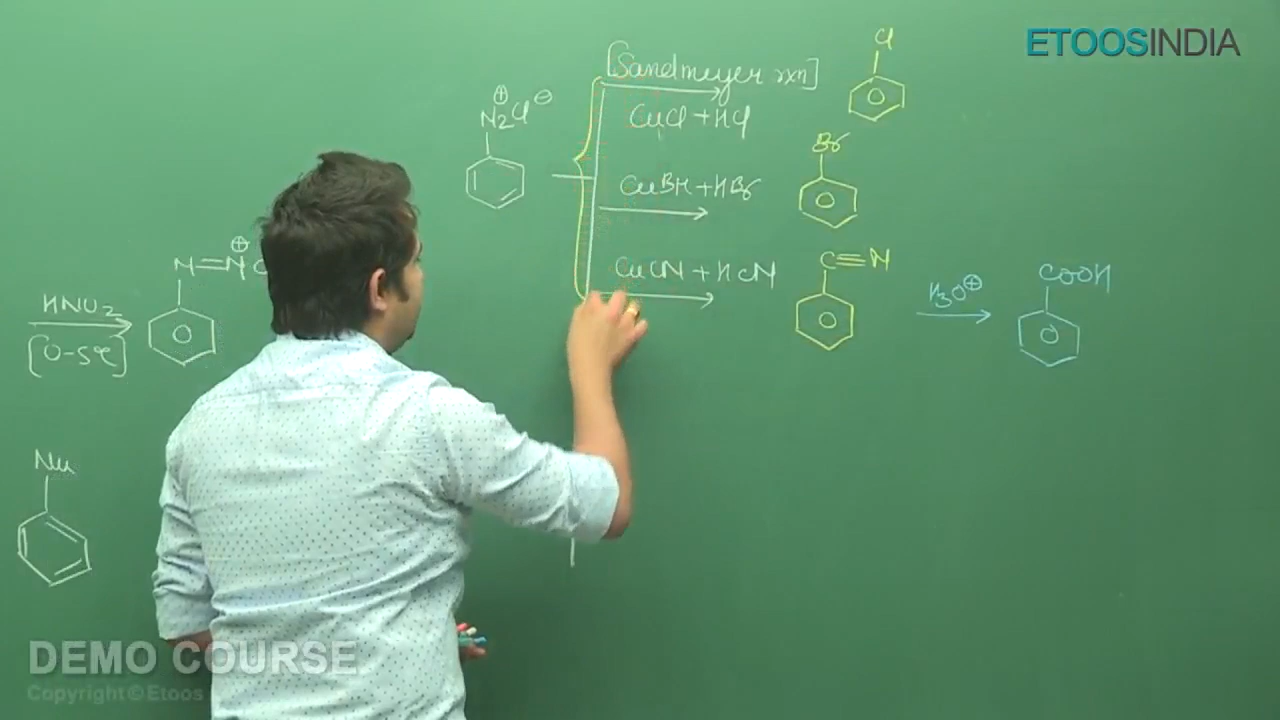 ETOOSINDIA
[Sandmeyer rxn]
Cl
⊕ ⊖
N2Cl
CuCl + HCl
Br
CuBr + HBr
⊕
N=N
CuCN + HCN
C≡N
H3O⊕
COOH
HNO2
[0-5°C]
Nu
DEMO COURSE
Copyright © Etoos